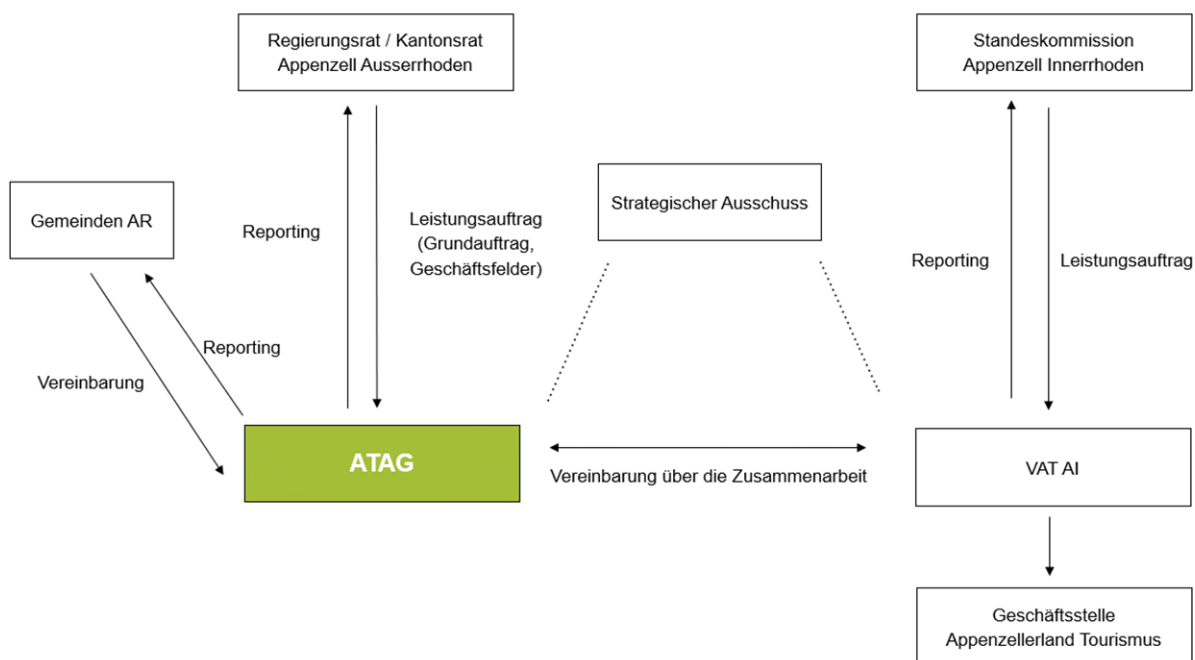 Regierungsrat / Kantonsrat
Appenzell Ausserrhoden
Standeskommission
Appenzell Innerrhoden
Gemeinden AR
Strategischer Ausschuss
Reporting
Leistungsauftrag
(Grundauftrag,
Geschäftsfelder)
Reporting
Leistungsauftrag
Reporting
Vereinbarung
ATAG
Vereinbarung über die Zusammenarbeit
VAT AI
Geschäftsstelle
Appenzellerland Tourismus